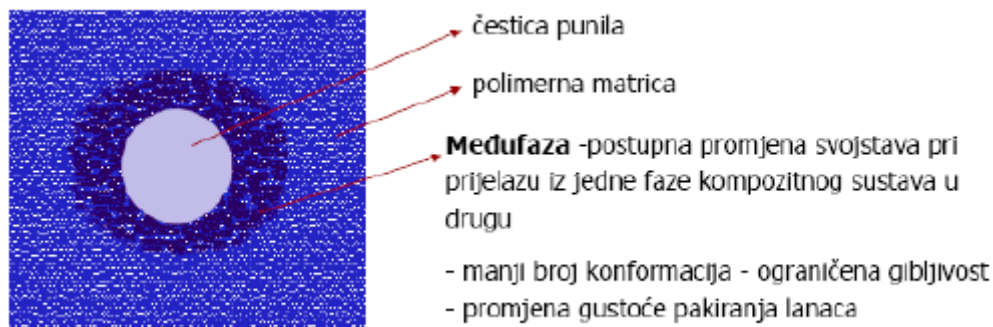 čestica punila
polimerna matrica
Međufaza -postupna promjena svojstava pri
prijelazu iz jedne faze kompozitnog sustava u
drugu
- manji broj konformacija - ograničena gibljivost
- promjena gustoće pakiranja lanaca